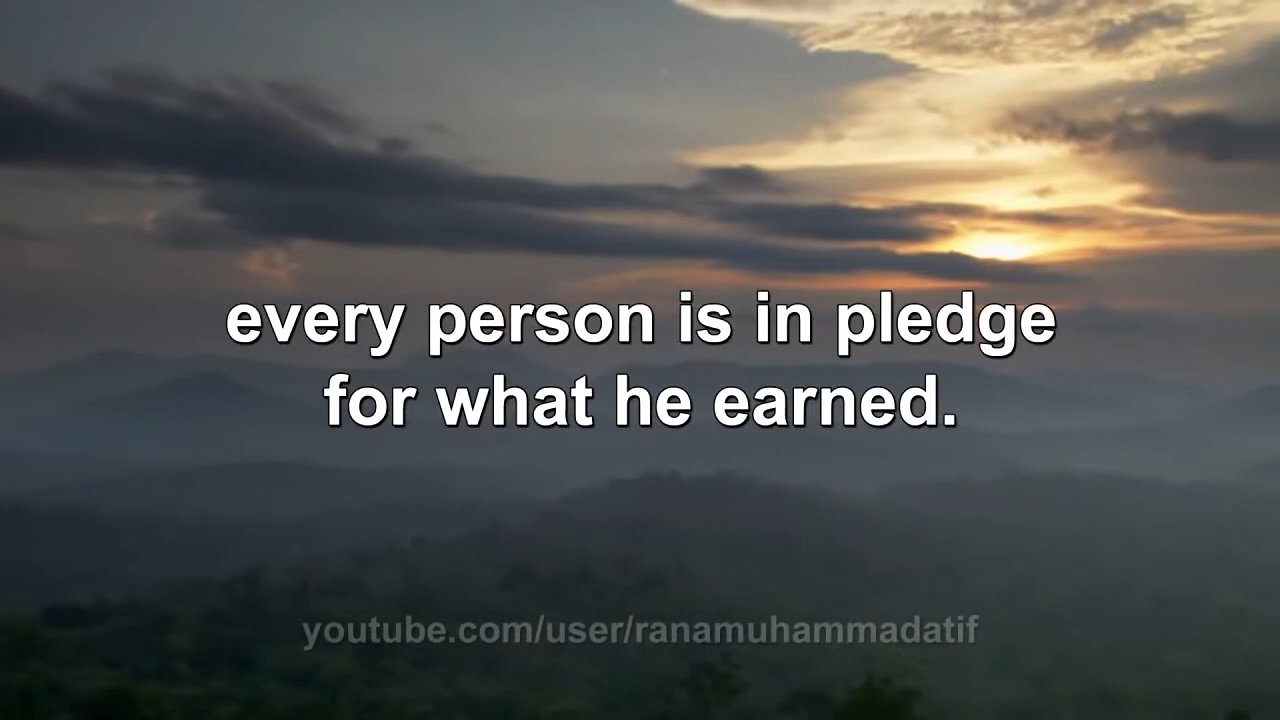 every person is in pledge
for what he earned.
youtube.com/user/ranamuhammadatif